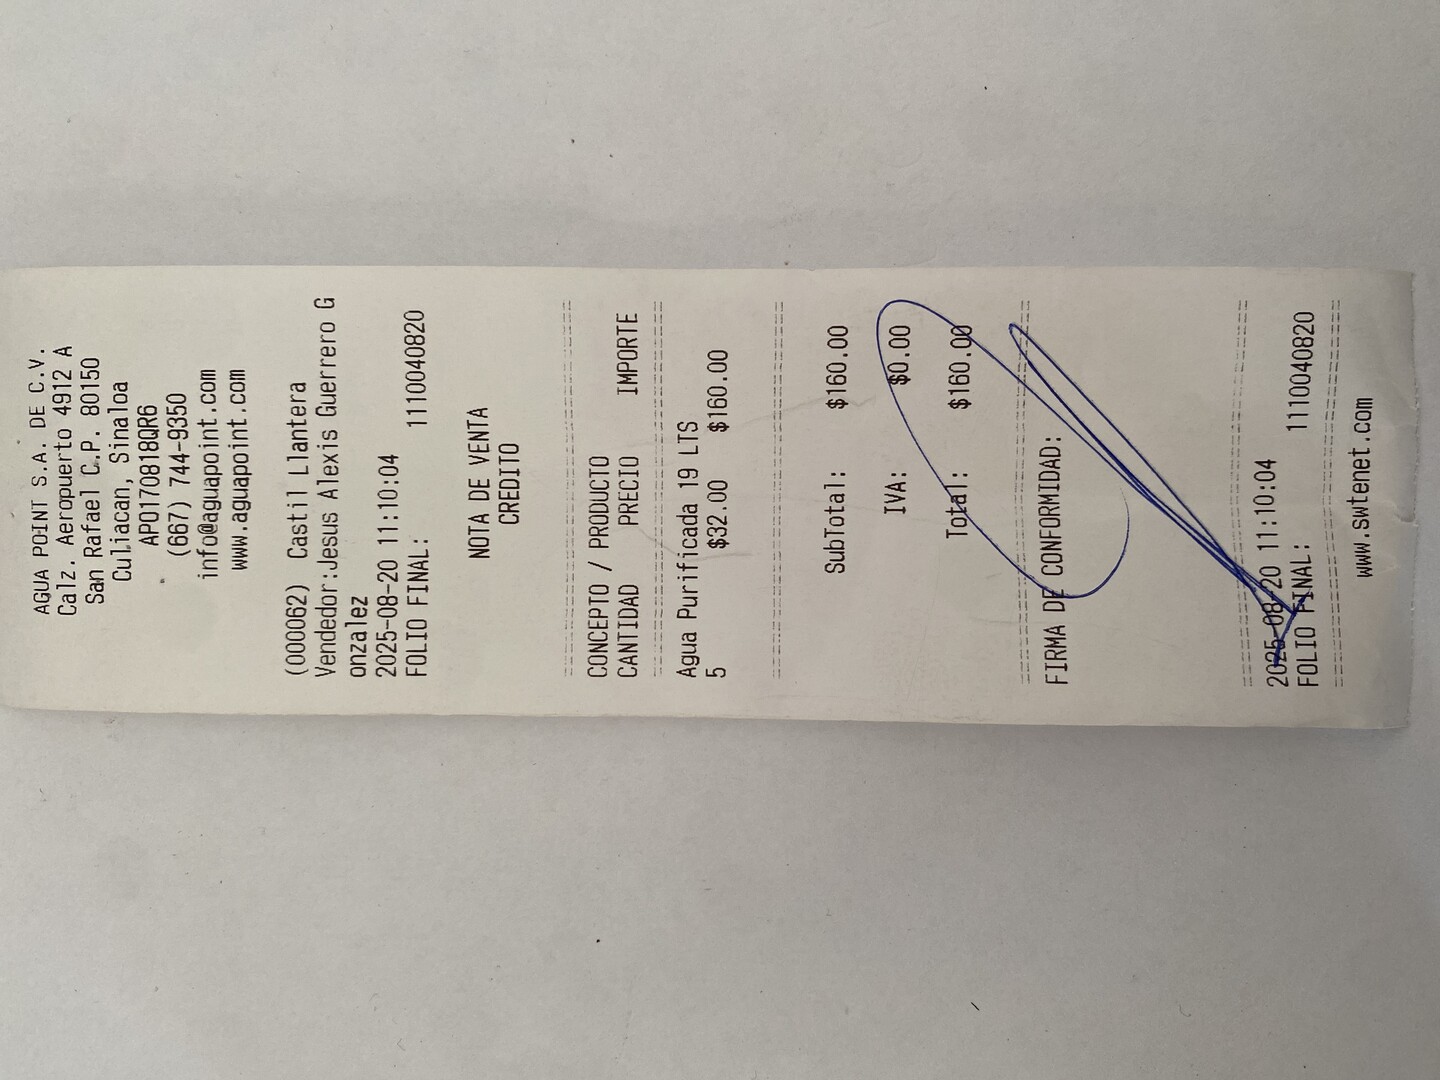 AGUA POINT S.A. DE C.V.
Calz. Aeropuerto 4912 A
San Rafael C.P. 80150
Culiacan, Sinaloa
APO170818QR6
(667) 744-9350
info@aguapoint.com
www.aguapoint.com
(000062) Castil Llantera
Vendedor:Jesus Alexis Guerrero G
onzalez
2025-08-20 11:10:04
FOLIO FINAL: 1110040820
NOTA DE VENTA
CREDITO
CONCEPTO / PRODUCTO
CANTIDAD PRECIO IMPORTE
Agua Purificada 19 LTS
5 $32.00 $160.00
SubTotal: $160.00
IVA: $0.00
Total: $160.00
FIRMA DE CONFORMIDAD:
2025-08-20 11:10:04
FOLIO FINAL: 1110040820
www.swtenet.com